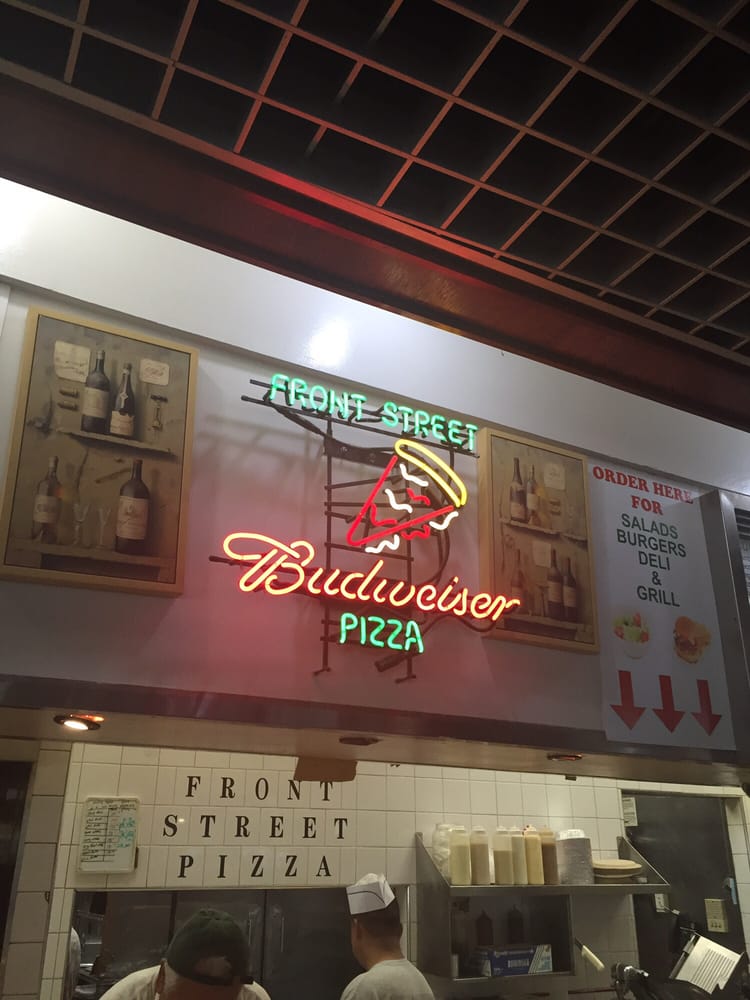 FRONT STREET
Budweiser
PIZZA
ORDER HERE
FOR
SALADS
BURGERS
DELI
&
GRILL
FRONT
STREET
PIZZA